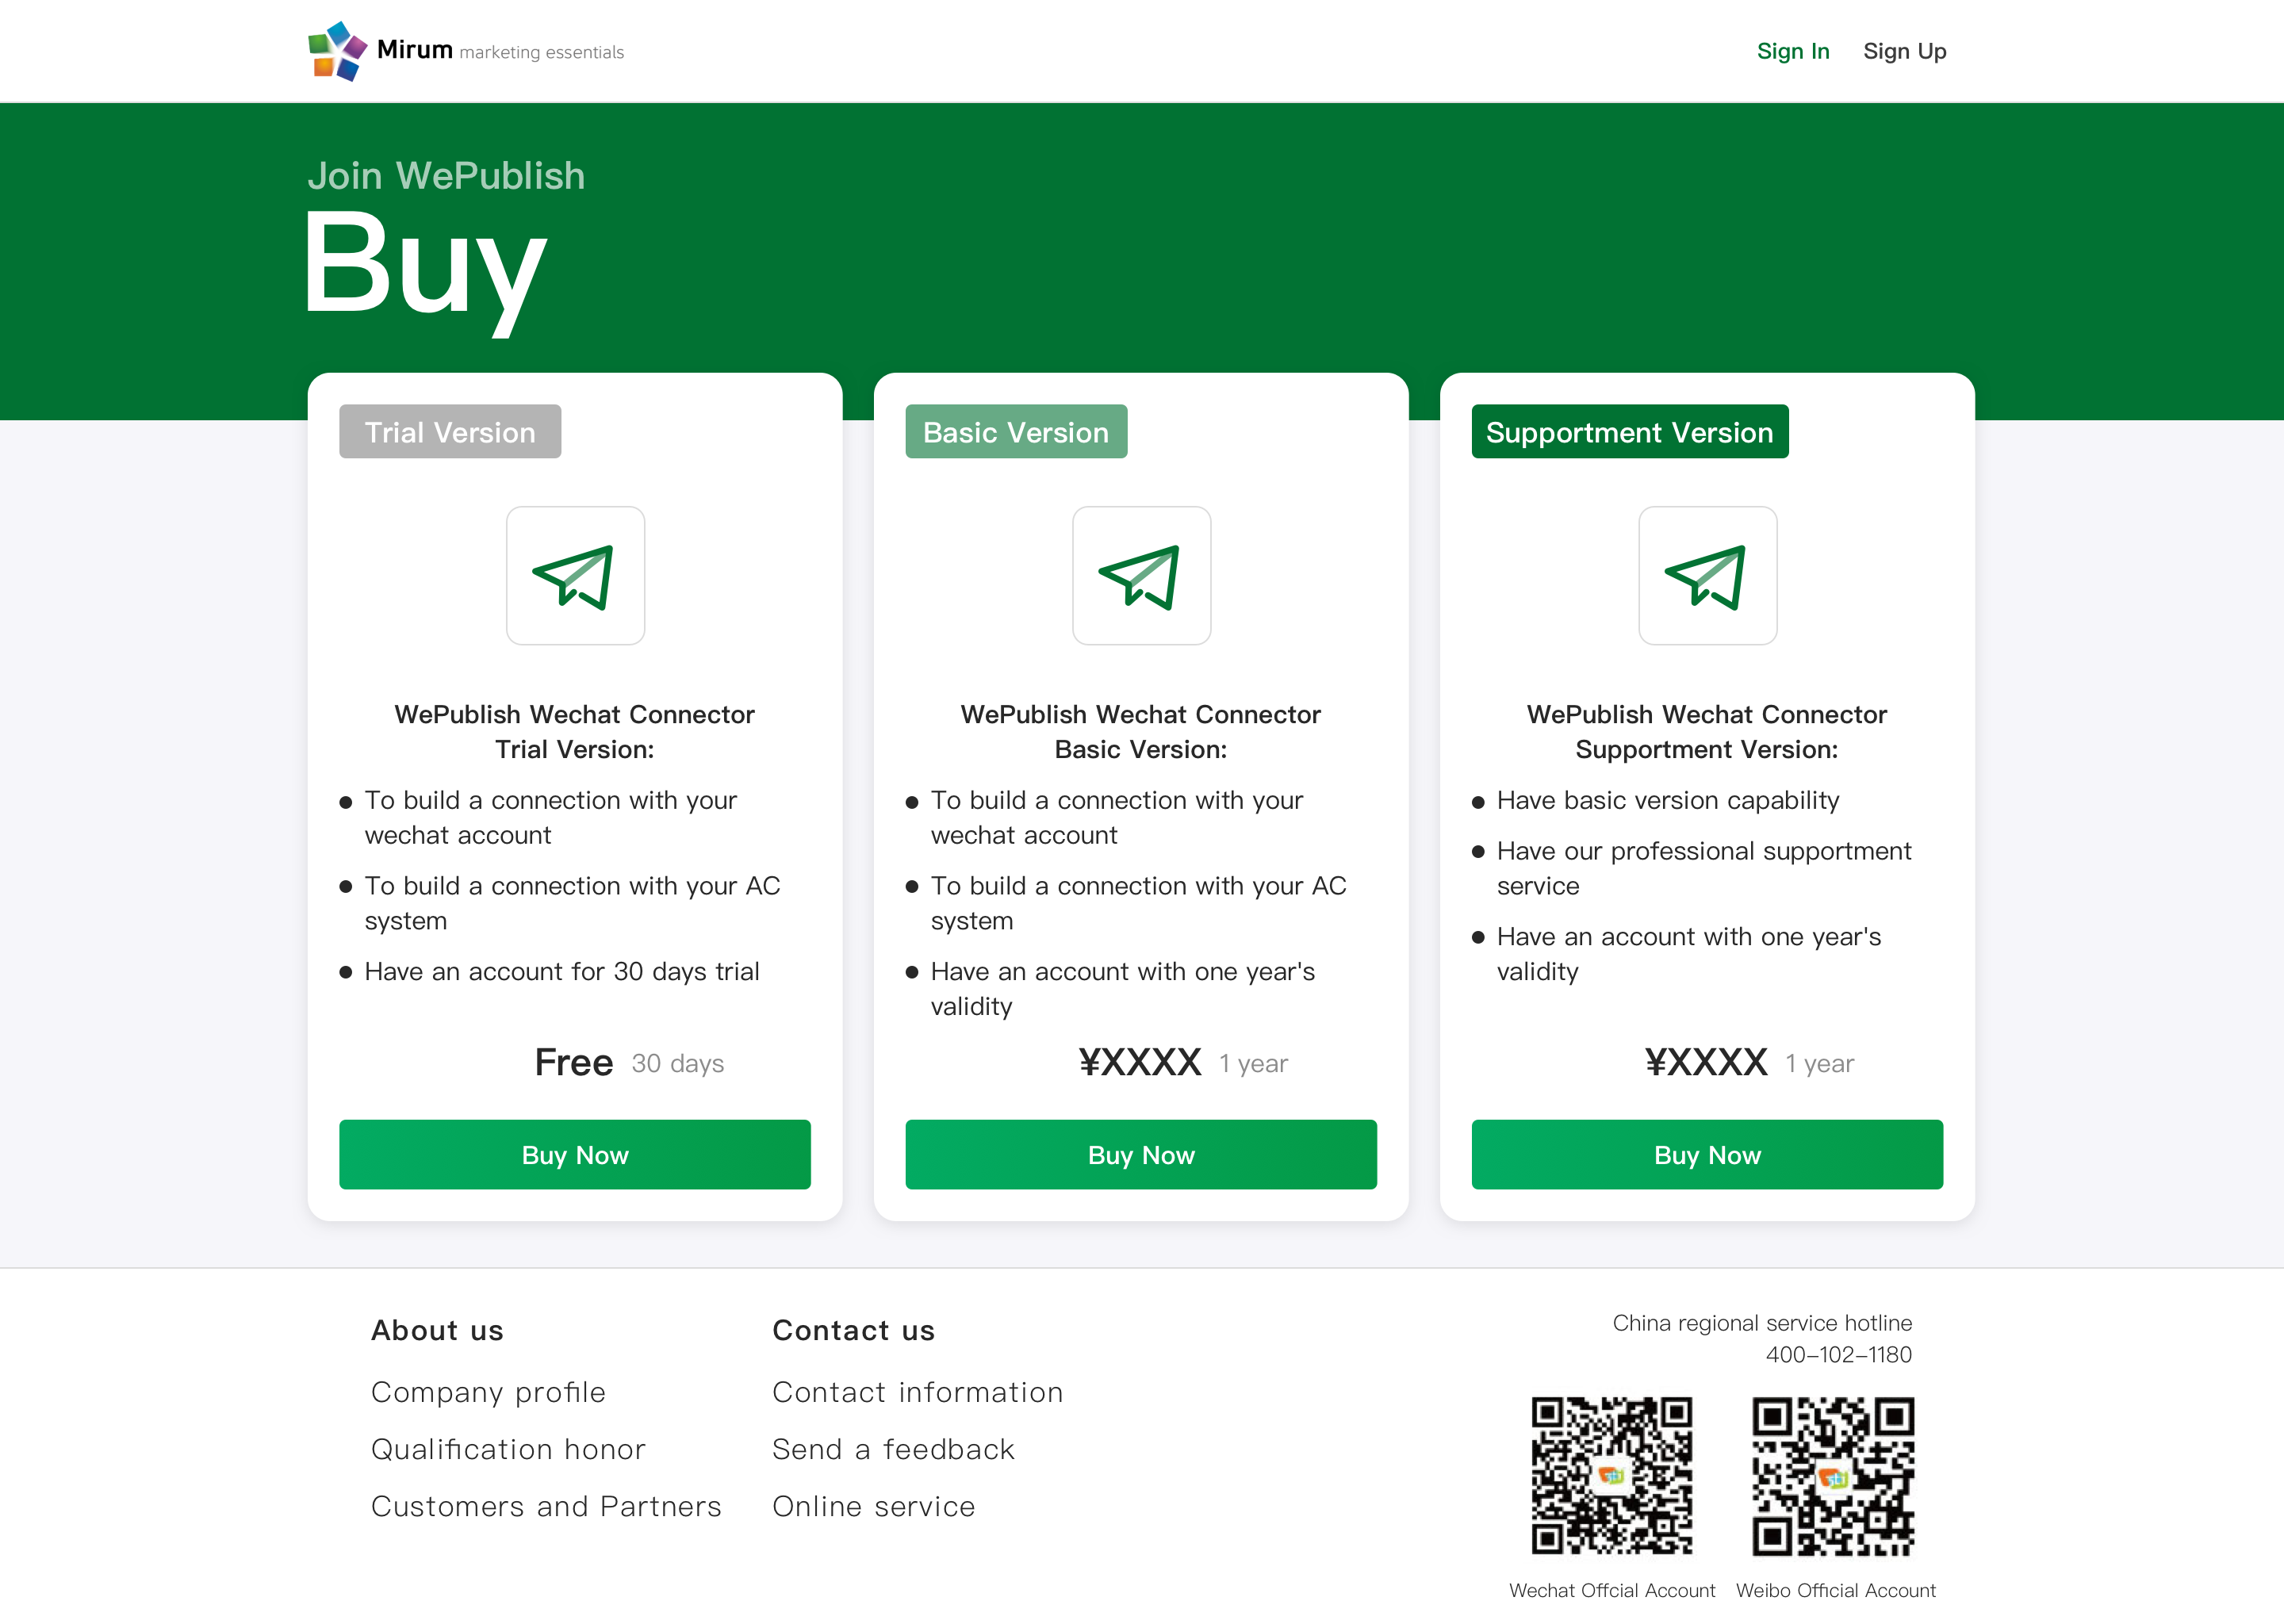 Mirum marketing essentials
Sign In
Sign Up
Join WePublish
Buy
Trial Version
WePublish Wechat Connector
Trial Version:
To build a connection with your
wechat account
To build a connection with your AC
system
Have an account for 30 days trial
Free 30 days
Buy Now
Basic Version
WePublish Wechat Connector
Basic Version:
To build a connection with your
wechat account
To build a connection with your AC
system
Have an account with one year's
validity
¥XXXX 1 year
Buy Now
Supportment Version
WePublish Wechat Connector
Supportment Version:
Have basic version capability
Have our professional supportment
service
Have an account with one year's
validity
¥XXXX 1 year
Buy Now
About us
Company profile
Qualification honor
Customers and Partners
Contact us
Contact information
Send a feedback
Online service
China regional service hotline
400–102–1180
Wechat Offcial Account
Weibo Official Account